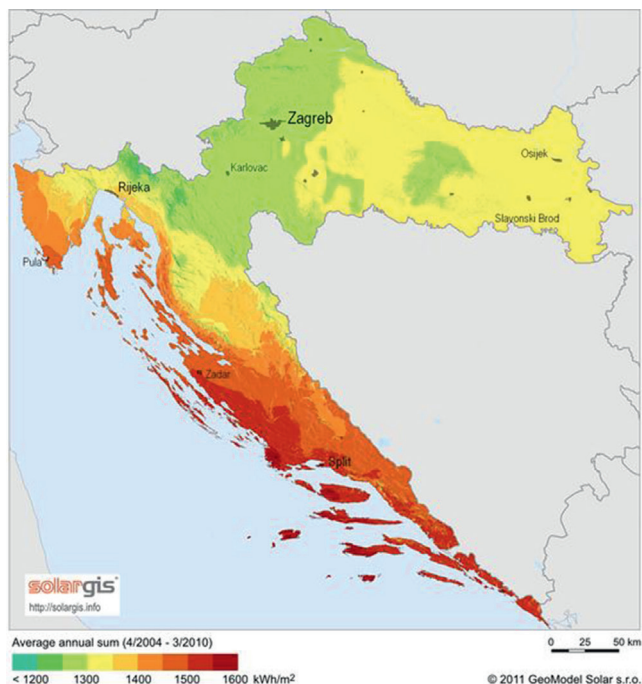 Zagreb
Karlovac
Osijek
Rijeka
Slavonski Brod
Pula
Zadar
Split
solargis
http://solargis.info
Average annual sum (4/2004 - 3/2010)
0 25 50 km
< 1200 1300 1400 1500 1600 kWh/m²
© 2011 GeoModel Solar s.r.o.